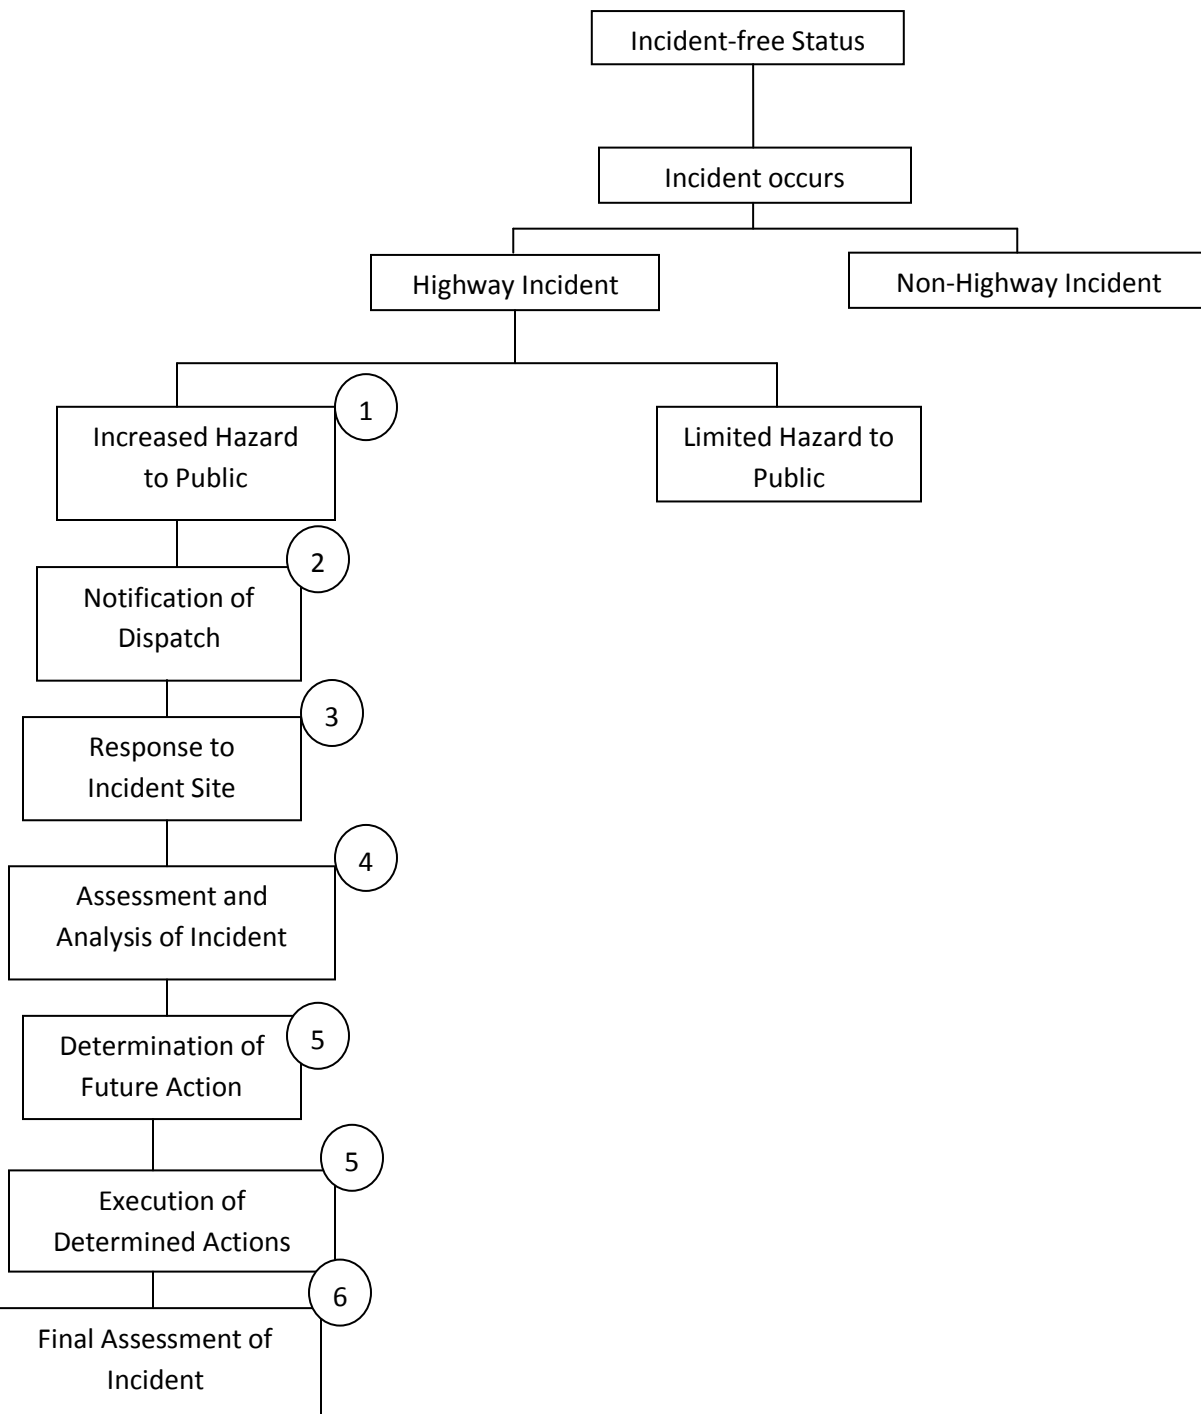 Incident-free Status
Incident occurs
Highway Incident
Non-Highway Incident
1
Increased Hazard
to Public
Limited Hazard to
Public
2
Notification of
Dispatch
3
Response to
Incident Site
4
Assessment and
Analysis of Incident
5
Determination of
Future Action
5
Execution of
Determined Actions
6
Final Assessment of
Incident